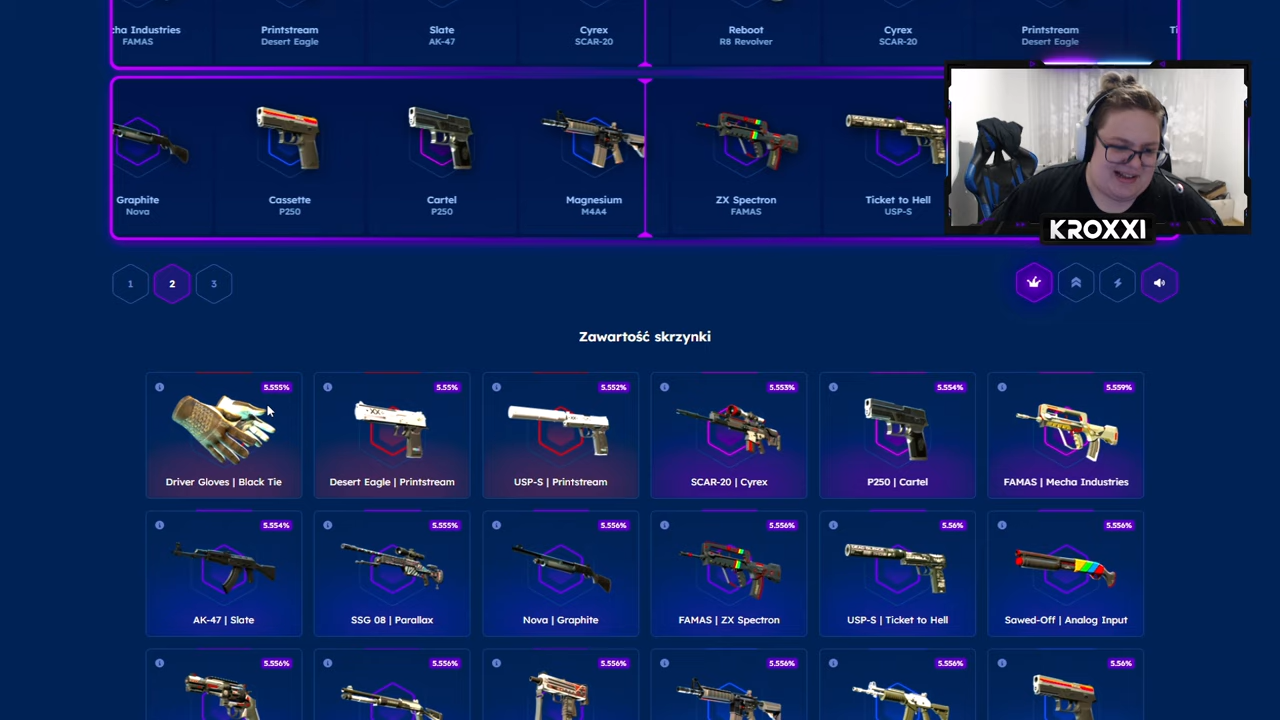 cha Industries
FAMAS
Printstream
Desert Eagle
Slate
AK-47
Cyrex
SCAR-20
Reboot
R8 Revolver
Cyrex
SCAR-20
Printstream
Desert Eagle
Graphite
Nova
Cassette
P250
Cartel
P250
Magnesium
M4A4
ZX Spectron
FAMAS
Ticket to Hell
USP-S
KROXXI
1
2
3
Zawartość skrzynki
5.555%
Driver Gloves | Black Tie
5.55%
Desert Eagle | Printstream
5.552%
USP-S | Printstream
5.553%
SCAR-20 | Cyrex
5.554%
P250 | Cartel
5.559%
FAMAS | Mecha Industries
5.554%
AK-47 | Slate
5.555%
SSG 08 | Parallax
5.556%
Nova | Graphite
5.556%
FAMAS | ZX Spectron
5.56%
USP-S | Ticket to Hell
5.556%
Sawed-Off | Analog Input
5.556%
5.556%
5.556%
5.556%
5.556%
5.56%